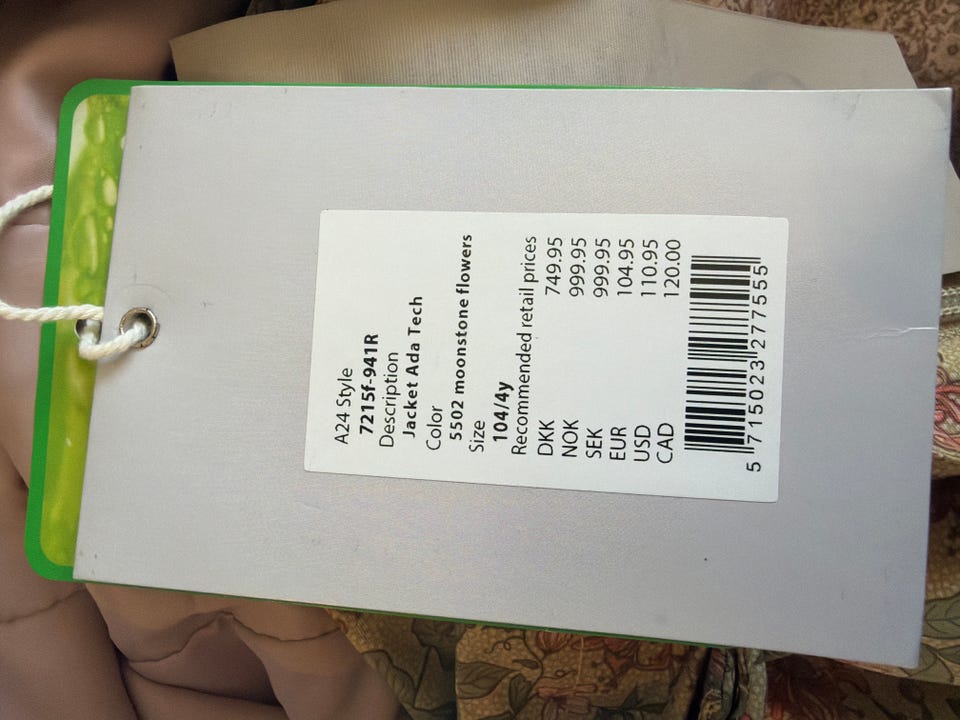 A24 Style
7215f-941R
Description
Jacket Ada Tech
Color
5502 moonstone flowers
Size
104/4y
Recommended retail prices
DKK 749.95
NOK 999.95
SEK 999.95
EUR 104.95
USD 110.95
CAD 120.00
5 715023 277555